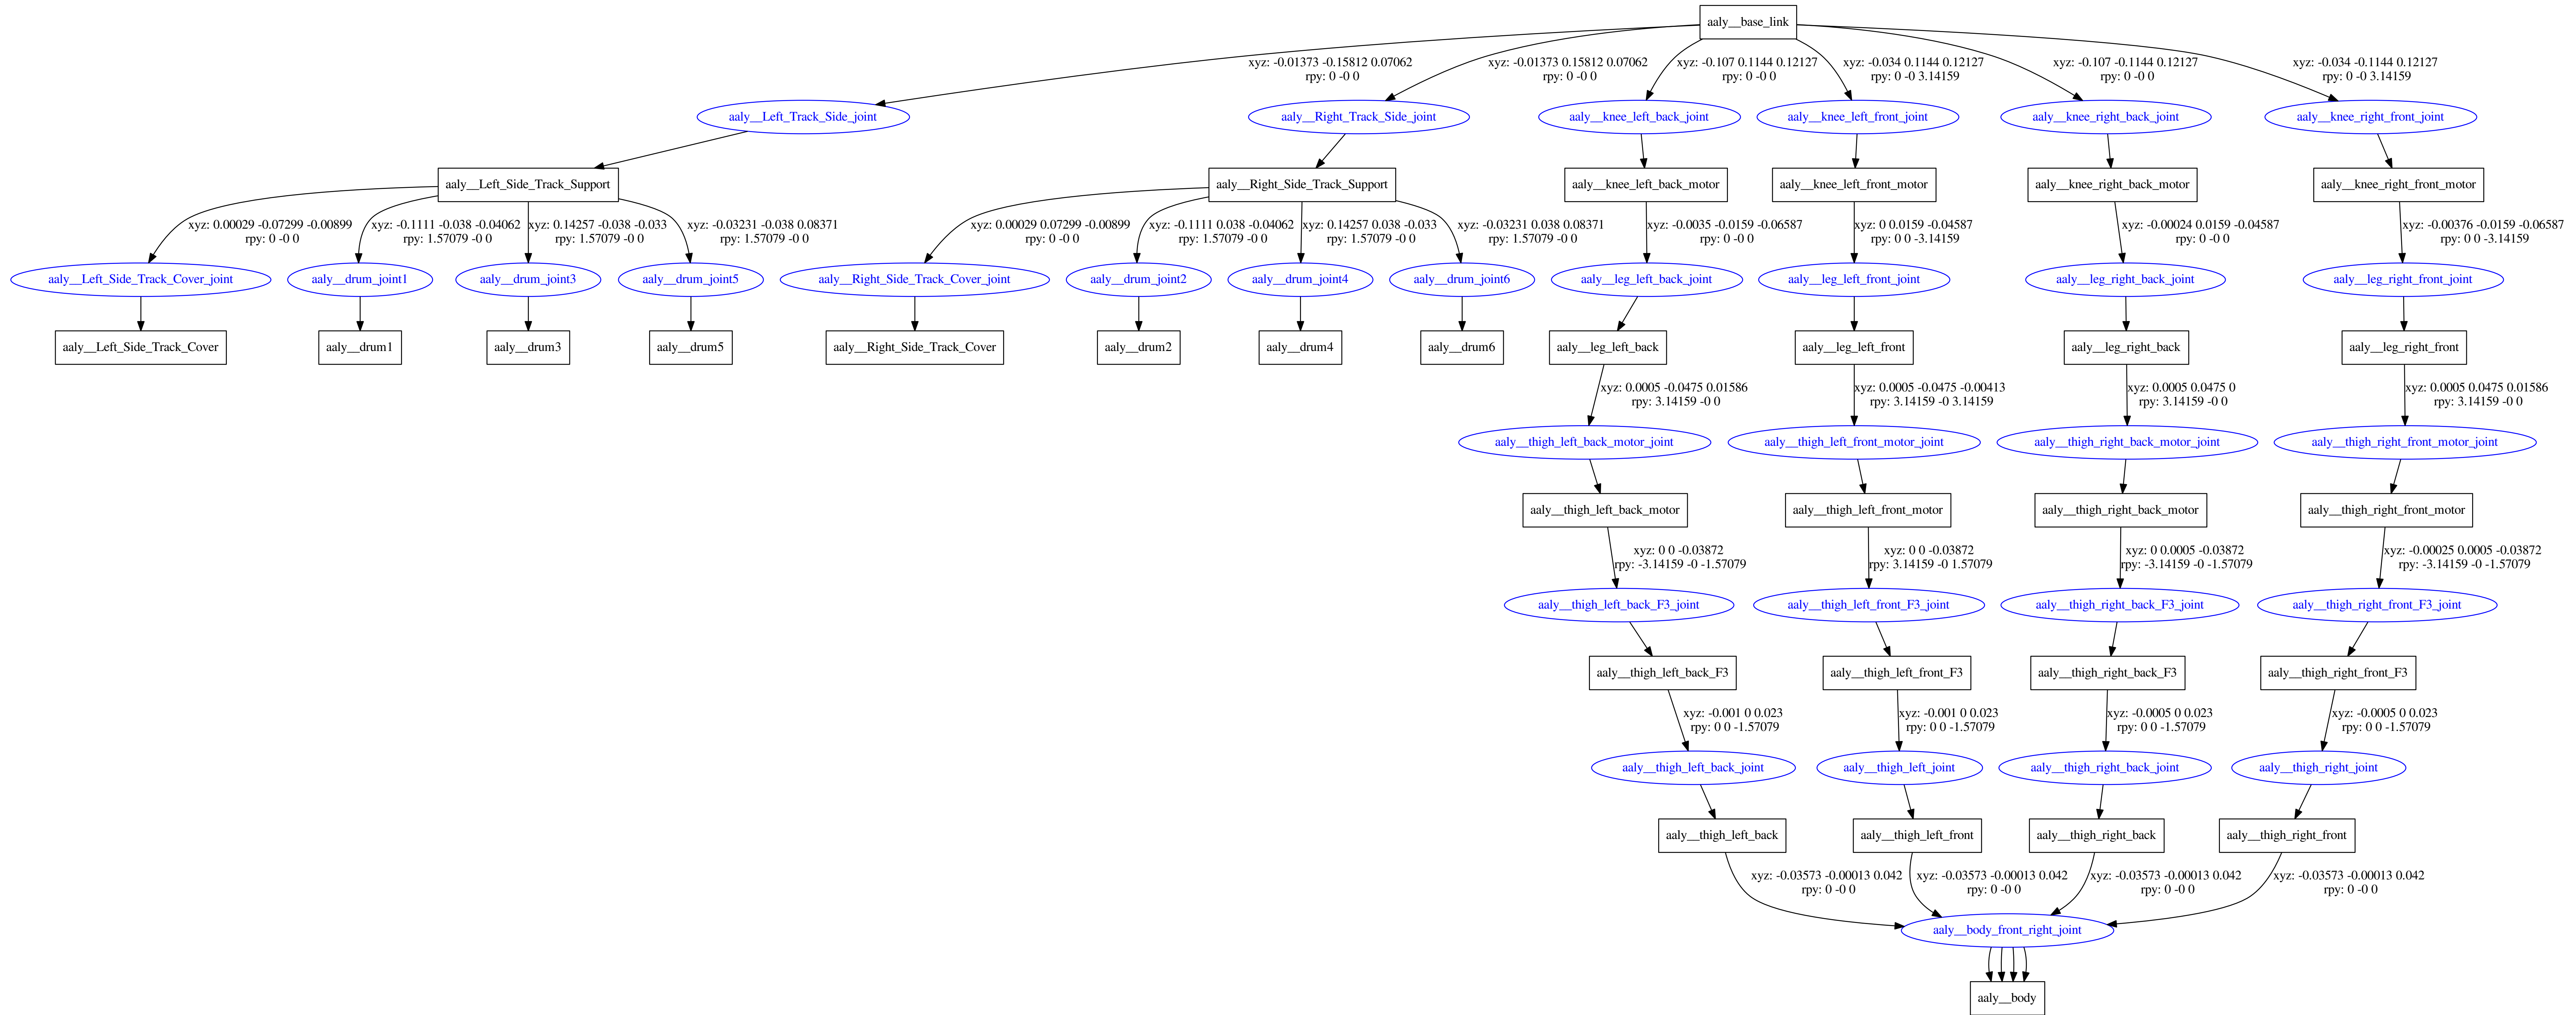 aaly__base_link
xyz: -0.01373 -0.15812 0.07062
rpy: 0 -0 0
xyz: -0.01373 0.15812 0.07062
rpy: 0 -0 0
xyz: -0.107 0.1144 0.12127
rpy: 0 -0 0
xyz: -0.034 0.1144 0.12127
rpy: 0 -0 3.14159
xyz: -0.107 -0.1144 0.12127
rpy: 0 -0 0
xyz: -0.034 -0.1144 0.12127
rpy: 0 -0 3.14159
aaly__Left_Track_Side_joint
aaly__Right_Track_Side_joint
aaly__knee_left_back_joint
aaly__knee_left_front_joint
aaly__knee_right_back_joint
aaly__knee_right_front_joint
aaly__Left_Side_Track_Support
aaly__Right_Side_Track_Support
aaly__knee_left_back_motor
aaly__knee_left_front_motor
aaly__knee_right_back_motor
aaly__knee_right_front_motor
xyz: 0.00029 -0.07299 -0.00899
rpy: 0 -0 0
xyz: -0.1111 -0.038 -0.04062
rpy: 1.57079 -0 0
xyz: 0.14257 -0.038 -0.033
rpy: 1.57079 -0 0
xyz: -0.03231 -0.038 0.08371
rpy: 1.57079 -0 0
xyz: 0.00029 0.07299 -0.00899
rpy: 0 -0 0
xyz: -0.1111 0.038 -0.04062
rpy: 1.57079 -0 0
xyz: 0.14257 0.038 -0.033
rpy: 1.57079 -0 0
xyz: -0.03231 0.038 0.08371
rpy: 1.57079 -0 0
xyz: -0.0035 -0.0159 -0.06587
rpy: 0 -0 0
xyz: 0 0.0159 -0.04587
rpy: 0 0 -3.14159
xyz: -0.00024 0.0159 -0.04587
rpy: 0 -0 0
xyz: -0.00376 -0.0159 -0.06587
rpy: 0 0 -3.14159
aaly__Left_Side_Track_Cover_joint
aaly__drum_joint1
aaly__drum_joint3
aaly__drum_joint5
aaly__Right_Side_Track_Cover_joint
aaly__drum_joint2
aaly__drum_joint4
aaly__drum_joint6
aaly__leg_left_back_joint
aaly__leg_left_front_joint
aaly__leg_right_back_joint
aaly__leg_right_front_joint
aaly__Left_Side_Track_Cover
aaly__drum1
aaly__drum3
aaly__drum5
aaly__Right_Side_Track_Cover
aaly__drum2
aaly__drum4
aaly__drum6
aaly__leg_left_back
aaly__leg_left_front
aaly__leg_right_back
aaly__leg_right_front
xyz: 0.0005 -0.0475 0.01586
rpy: 3.14159 -0 0
xyz: 0.0005 -0.0475 -0.00413
rpy: 3.14159 -0 3.14159
xyz: 0.0005 0.0475 0
rpy: 3.14159 -0 0
xyz: 0.0005 0.0475 0.01586
rpy: 3.14159 -0 0
aaly__thigh_left_back_motor_joint
aaly__thigh_left_front_motor_joint
aaly__thigh_right_back_motor_joint
aaly__thigh_right_front_motor_joint
aaly__thigh_left_back_motor
aaly__thigh_left_front_motor
aaly__thigh_right_back_motor
aaly__thigh_right_front_motor
xyz: 0 0 -0.03872
rpy: -3.14159 -0 -1.57079
xyz: 0 0 -0.03872
rpy: 3.14159 -0 1.57079
xyz: 0 0.0005 -0.03872
rpy: -3.14159 -0 -1.57079
xyz: -0.00025 0.0005 -0.03872
rpy: -3.14159 -0 -1.57079
aaly__thigh_left_back_F3_joint
aaly__thigh_left_front_F3_joint
aaly__thigh_right_back_F3_joint
aaly__thigh_right_front_F3_joint
aaly__thigh_left_back_F3
aaly__thigh_left_front_F3
aaly__thigh_right_back_F3
aaly__thigh_right_front_F3
xyz: -0.001 0 0.023
rpy: 0 0 -1.57079
xyz: -0.001 0 0.023
rpy: 0 0 -1.57079
xyz: -0.0005 0 0.023
rpy: 0 0 -1.57079
xyz: -0.0005 0 0.023
rpy: 0 0 -1.57079
aaly__thigh_left_back_joint
aaly__thigh_left_joint
aaly__thigh_right_back_joint
aaly__thigh_right_joint
aaly__thigh_left_back
aaly__thigh_left_front
aaly__thigh_right_back
aaly__thigh_right_front
xyz: -0.03573 -0.00013 0.042
rpy: 0 -0 0
xyz: -0.03573 -0.00013 0.042
rpy: 0 -0 0
xyz: -0.03573 -0.00013 0.042
rpy: 0 -0 0
xyz: -0.03573 -0.00013 0.042
rpy: 0 -0 0
aaly__body_front_right_joint
aaly__body